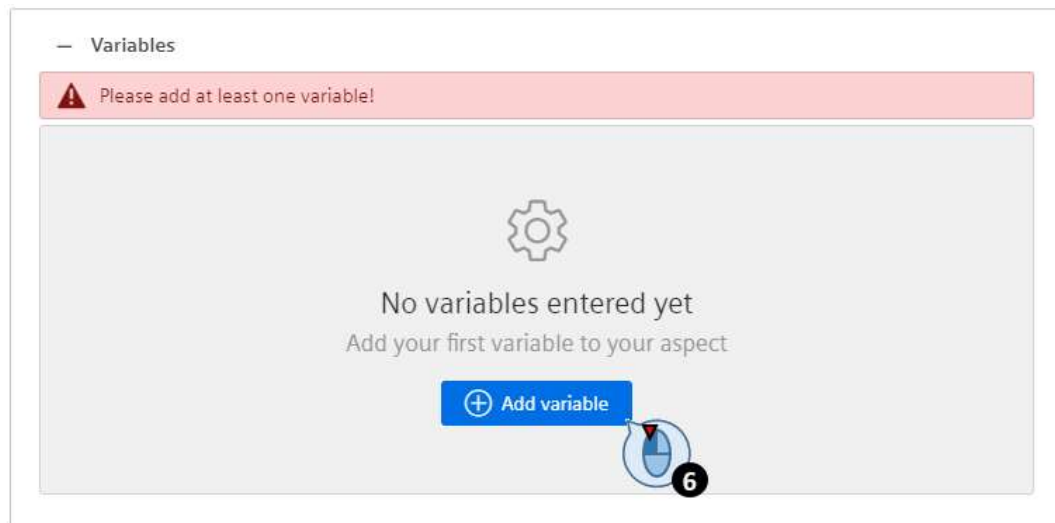 Variables
Please add at least one variable!
No variables entered yet
Add your first variable to your aspect
Add variable
6